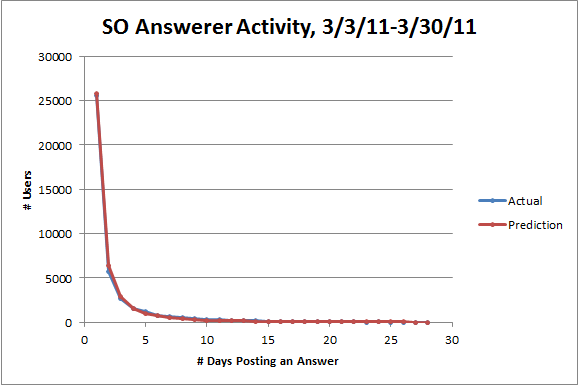 SO Answerer Activity, 3/3/11-3/30/11
30000
25000
20000
15000
10000
5000
0
# Users
0 5 10 15 20 25 30
# Days Posting an Answer
Actual
Prediction